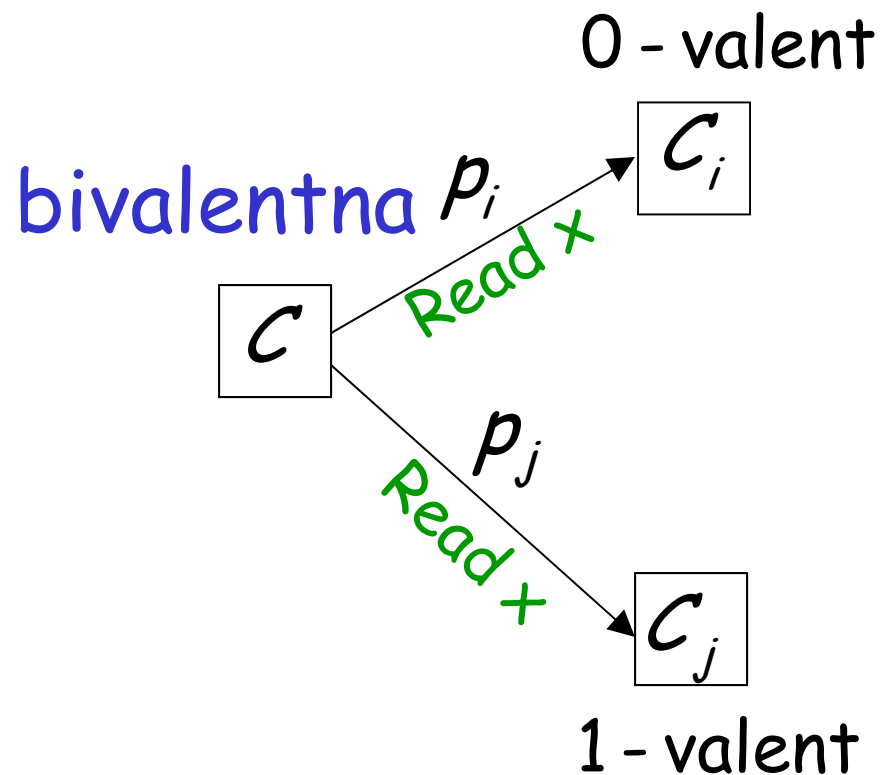 0 - valent
C_i
p_i
bivalentna
Read x
C
p_j
Read x
C_j
1 - valent